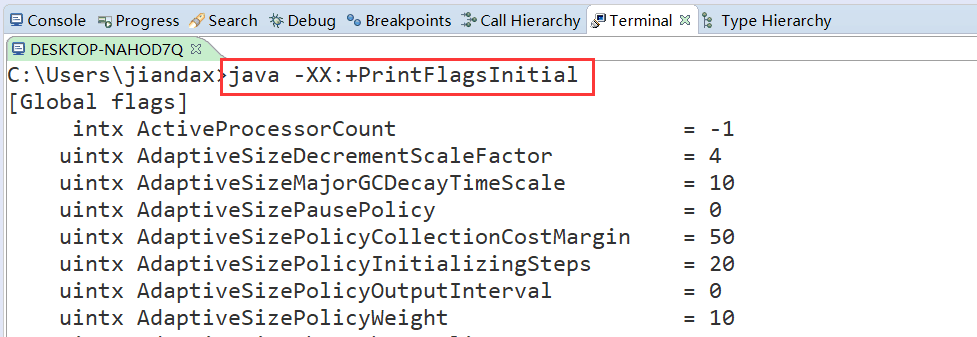 Console Progress Search Debug Breakpoints Call Hierarchy Terminal Type Hierarchy
DESKTOP-NAHOD7Q
C:\Users\jiandax>java -XX:+PrintFlagsInitial
[Global flags]
intx ActiveProcessorCount = -1
uintx AdaptiveSizeDecrementScaleFactor = 4
uintx AdaptiveSizeMajorGCDecayTimeScale = 10
uintx AdaptiveSizePausePolicy = 0
uintx AdaptiveSizePolicyCollectionCostMargin = 50
uintx AdaptiveSizePolicyInitializingSteps = 20
uintx AdaptiveSizePolicyOutputInterval = 0
uintx AdaptiveSizePolicyWeight = 10